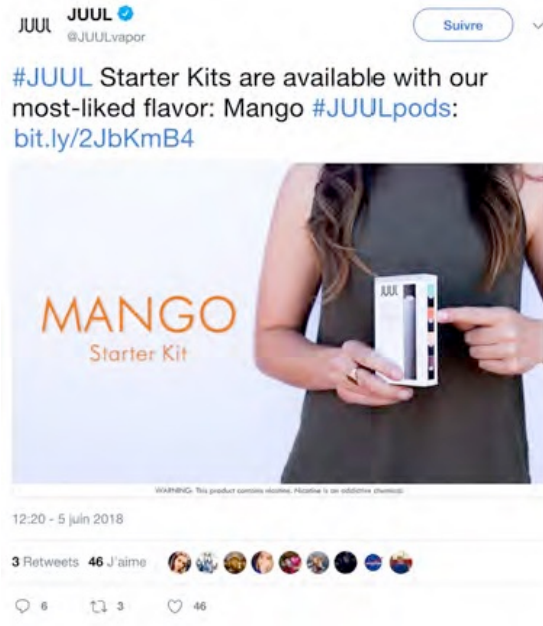 JUUL
JUUL
@JUULvapor
Suivre
#JUUL Starter Kits are available with our
most-liked flavor: Mango #JUULpods:
bit.ly/2JbKmB4
JUUL
MANGO
Starter Kit
WARNING: This product contains nicotine. Nicotine is an addictive chemical.
12:20 - 5 juin 2018
3 Retweets 46 J'aime
6 3 46